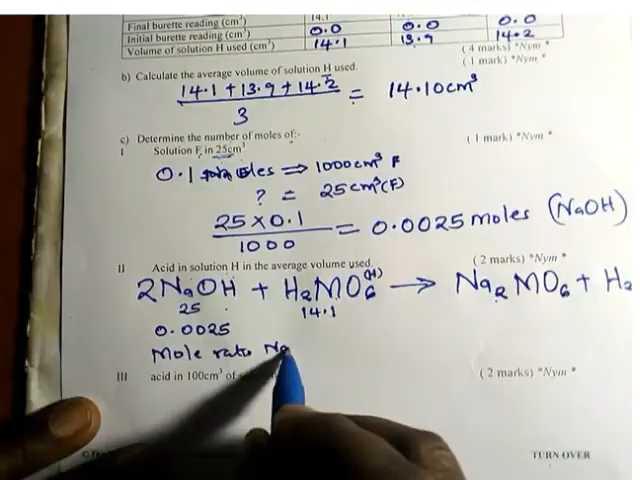 14.1
Final burette reading (cm³)
Initial burette reading (cm³) 0.0 0.0 0.0
Volume of solution H used (cm³) 14.1 13.9 14.2
( 4 marks) *Nym *
( 1 mark) *Nym *
b) Calculate the average volume of solution H used.
14.1 + 13.9 + 14.2 = 14.10 cm³
3
c) Determine the number of moles of:- ( 1 mark) *Nym *
I Solution F in 25cm³
0.1 moles ⇒ 1000cm³ F
? = 25cm³ (F)
25 × 0.1 = 0.0025 moles (NaOH)
1000
II Acid in solution H in the average volume used. ( 2 marks) *Nym *
2NaOH + H₂MO₆ (H) → Na₂MO₆ + H₂
25 14.1
0.0025
Mole ratio Na
III acid in 100cm³ of ( 2 marks) *Nym *
TURN OVER